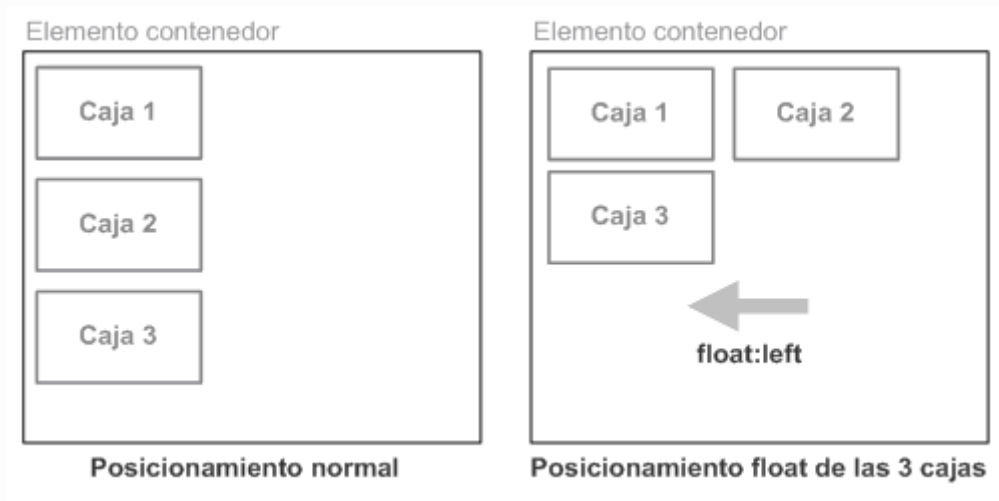 Elemento contenedor
Caja 1
Caja 2
Caja 3
Posicionamiento normal
Elemento contenedor
Caja 1
Caja 2
Caja 3
float:left
Posicionamiento float de las 3 cajas